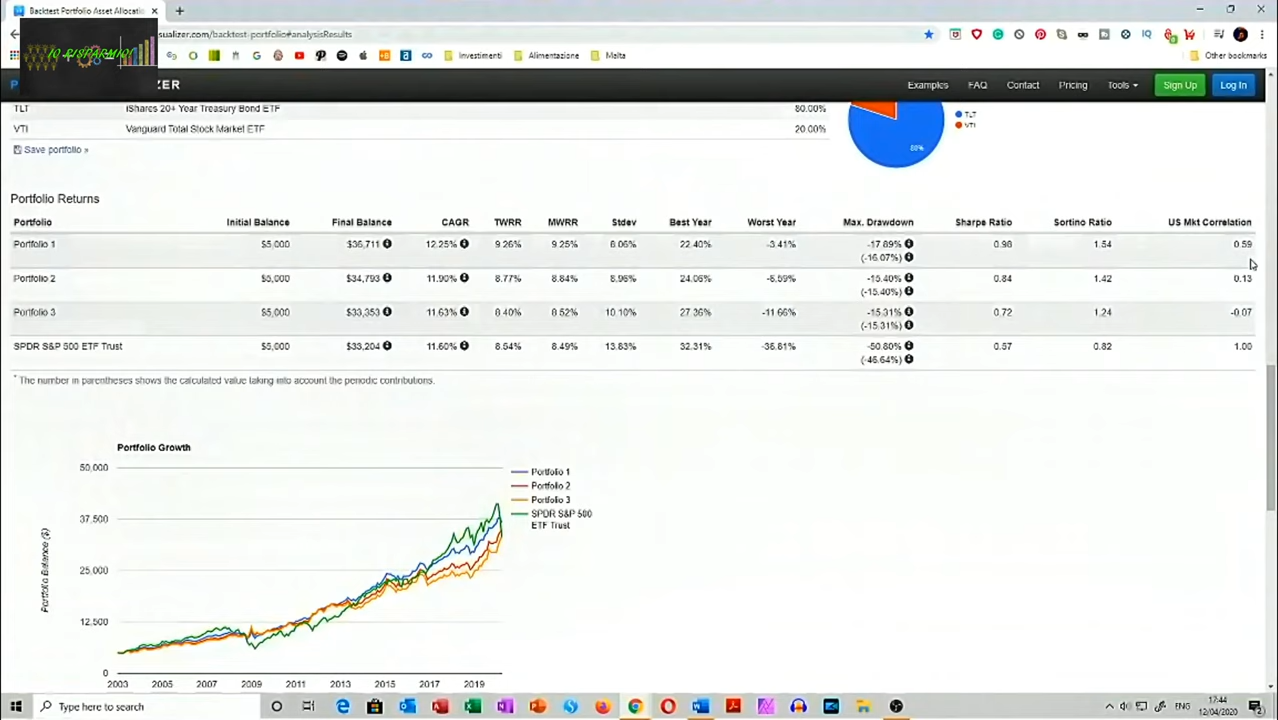 Backtest Portfolio Asset Allocatio
IO RISPARMIO!
sualizer.com/backtest-portfolio#analysisResults
Investimenti Alimentazione Malta Other bookmarks
P ZER Examples FAQ Contact Pricing Tools Sign Up Log In
TLT iShares 20+ Year Treasury Bond ETF 80.00%
VTI Vanguard Total Stock Market ETF 20.00%
TLT
VTI
80%
Save portfolio »
Portfolio Returns
Portfolio Initial Balance Final Balance CAGR TWRR MWRR Stdev Best Year Worst Year Max. Drawdown Sharpe Ratio Sortino Ratio US Mkt Correlation
Portfolio 1 $5,000 $36,711 12.25% 9.26% 9.25% 8.06% 22.40% -3.41% -17.89% 0.98 1.54 0.59
(-16.07%)
Portfolio 2 $5,000 $34,793 11.90% 8.77% 8.84% 8.96% 24.06% -8.59% -15.40% 0.84 1.42 0.13
(-15.40%)
Portfolio 3 $5,000 $33,353 11.63% 8.40% 8.52% 10.10% 27.36% -11.66% -15.31% 0.72 1.24 -0.07
(-15.31%)
SPDR S&P 500 ETF Trust $5,000 $33,204 11.60% 8.54% 8.49% 13.83% 32.31% -36.81% -50.80% 0.57 0.82 1.00
(-46.64%)
* The number in parentheses shows the calculated value taking into account the periodic contributions.
Portfolio Growth
50,000
37,500
25,000
12,500
0
Portfolio Balance ($)
2003 2005 2007 2009 2011 2013 2015 2017 2019
Portfolio 1
Portfolio 2
Portfolio 3
SPDR S&P 500
ETF Trust
Type here to search
ENG
17:44
12/04/2020